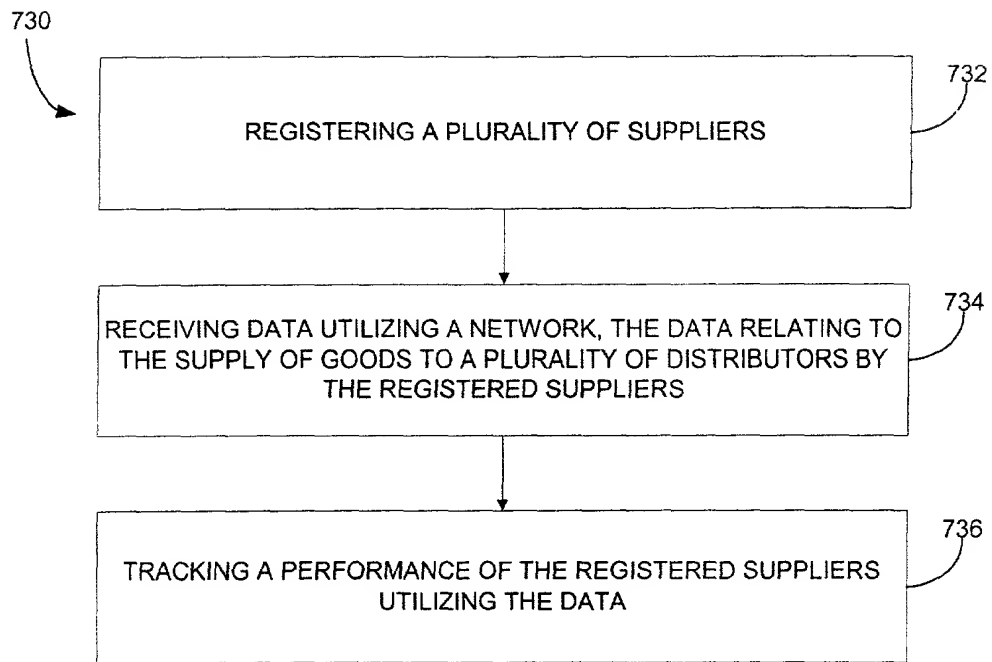 730
732
REGISTERING A PLURALITY OF SUPPLIERS
734
RECEIVING DATA UTILIZING A NETWORK, THE DATA RELATING TO
THE SUPPLY OF GOODS TO A PLURALITY OF DISTRIBUTORS BY
THE REGISTERED SUPPLIERS
736
TRACKING A PERFORMANCE OF THE REGISTERED SUPPLIERS
UTILIZING THE DATA